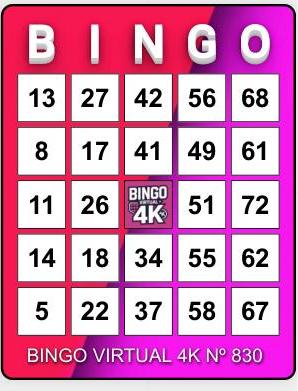 B I N G O
13 27 42 56 68
8 17 41 49 61
11 26 BINGO VIRTUAL 4K 51 72
14 18 34 55 62
5 22 37 58 67
BINGO VIRTUAL 4K Nº 830